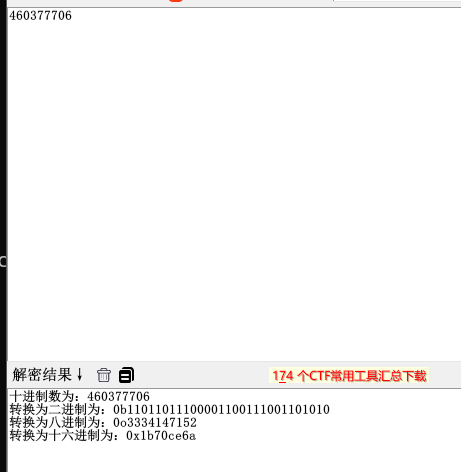 460377706
C
解密结果↓
174 个CTF常用工具汇总下载
十进制数为：460377706
转换为二进制为：0b11011011100001100111001101010
转换为八进制为：0o3334147152
转换为十六进制为：0x1b70ce6a